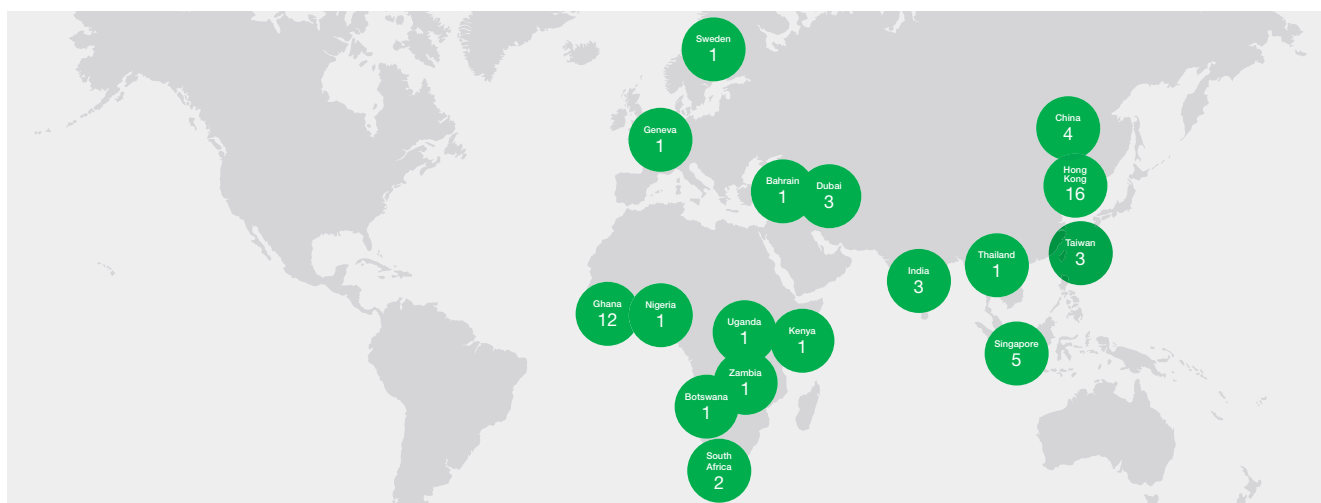 Sweden
1
Geneva
1
China
4
Hong
Kong
16
Bahrain
1
Dubai
3
Taiwan
3
Thailand
1
India
3
Ghana
12
Nigeria
1
Uganda
1
Kenya
1
Singapore
5
Zambia
1
Botswana
1
South
Africa
2